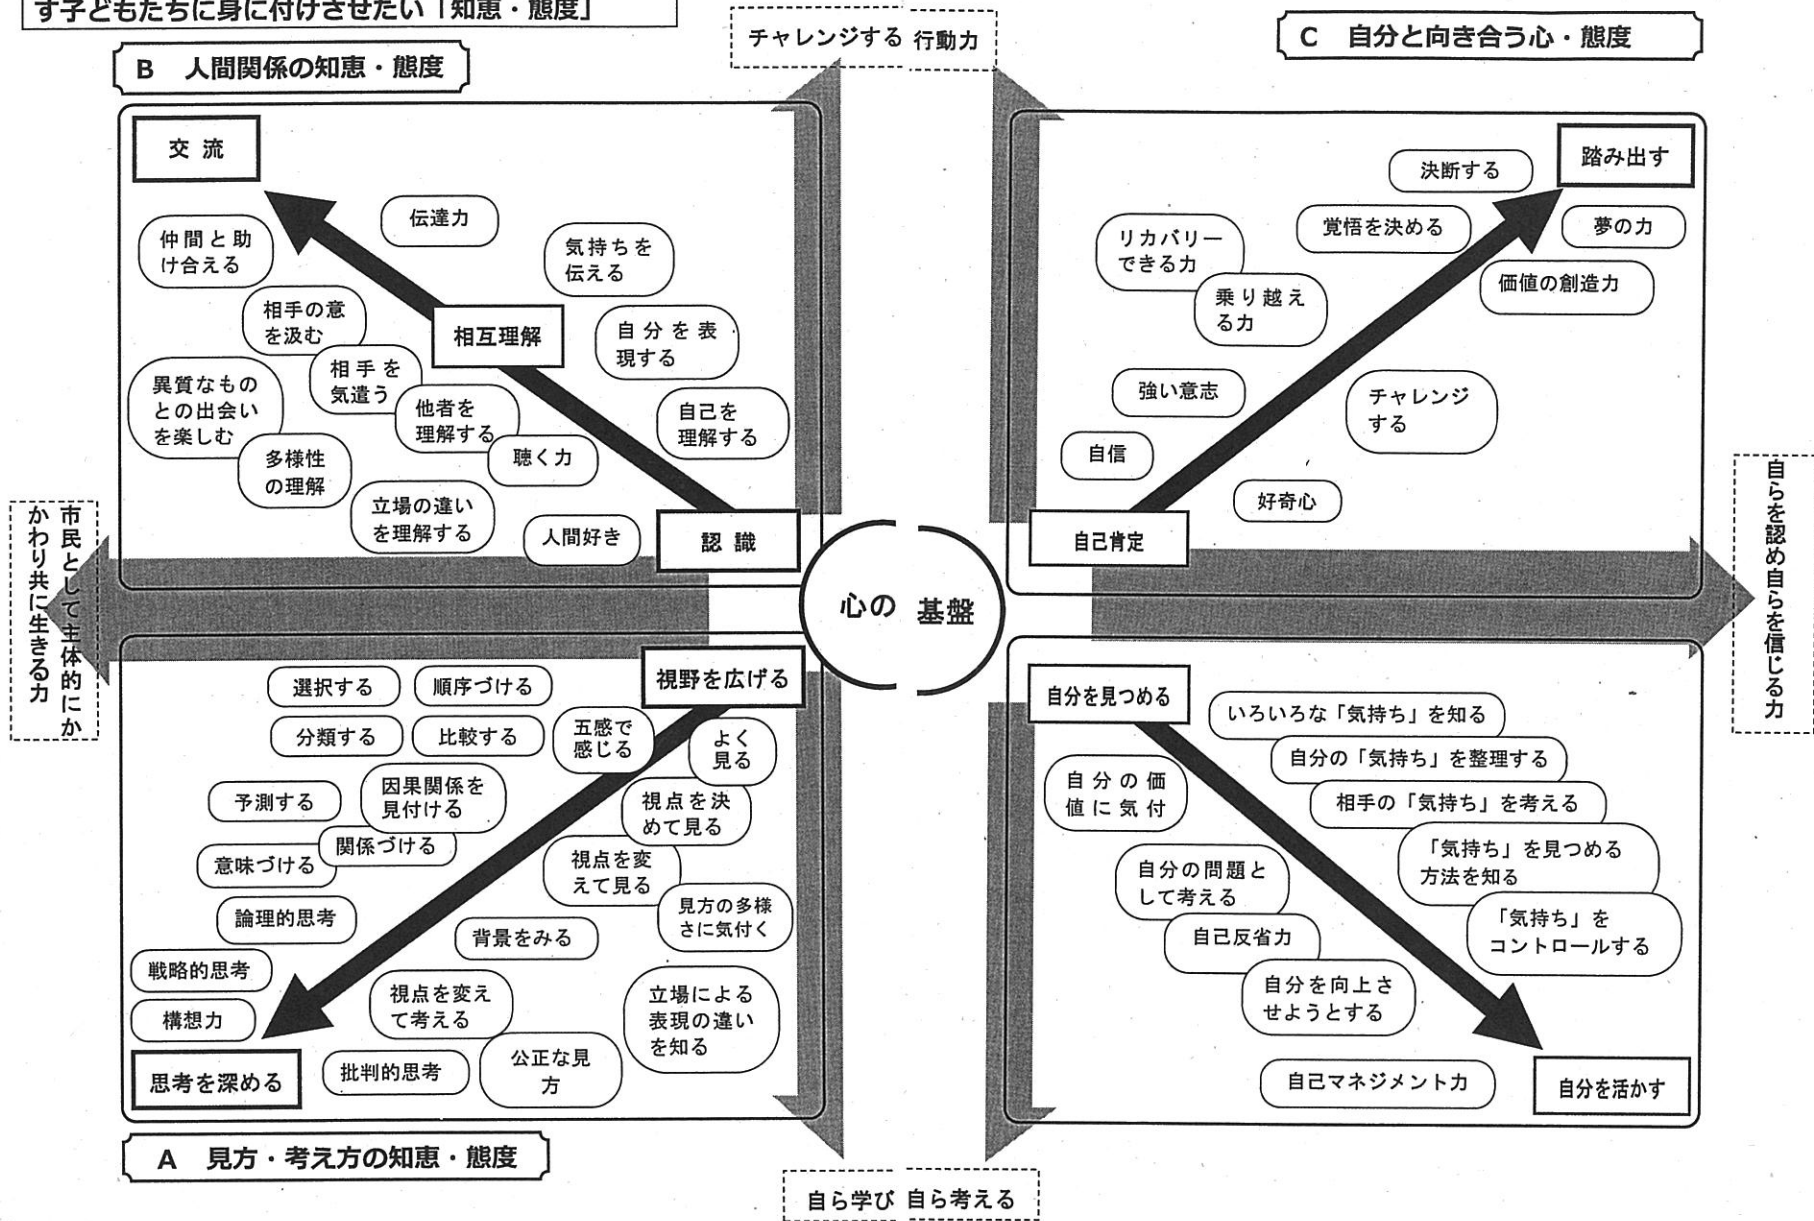 す子どもたちに身に付けさせたい「知恵・態度」
B 人間関係の知恵・態度
チャレンジする 行動力
C 自分と向き合う心・態度
交流
伝達力
仲間と助
け合える
気持ちを
伝える
相手の意
を汲む
相互理解
自分を表
現する
相手を
気遣う
異質なもの
との出会い
を楽しむ
他者を
理解する
自己を
理解する
多様性
の理解
聴く力
立場の違い
を理解する
人間好き
認識
踏み出す
決断する
覚悟を決める
夢の力
リカバリー
できる力
価値の創造力
乗り越え
る力
強い意志
チャレンジ
する
自信
好奇心
自己肯定
市民として主体的にか
かわり共に生きる力
心の 基盤
自らを認め自らを信じる力
視野を広げる
選択する
順序づける
分類する
比較する
五感で
感じる
よく
見る
予測する
因果関係を
見付ける
視点を決
めて見る
意味づける
関係づける
視点を変
えて見る
論理的思考
見方の多様
さに気付く
背景をみる
戦略的思考
構想力
視点を変え
て考える
立場による
表現の違い
を知る
思考を深める
批判的思考
公正な見
方
自分を見つめる
いろいろな「気持ち」を知る
自分の「気持ち」を整理する
相手の「気持ち」を考える
「気持ち」を見つめる
方法を知る
「気持ち」を
コントロールする
自分の価
値に気付
自分の問題と
して考える
自己反省力
自分を向上さ
せようとする
自己マネジメント力
自分を活かす
A 見方・考え方の知恵・態度
自ら学び 自ら考える